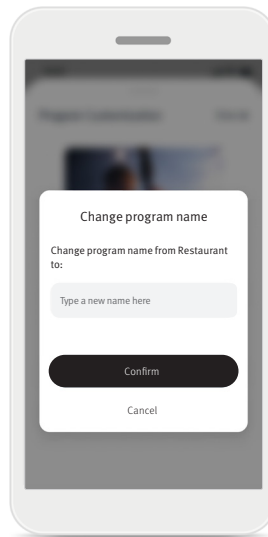 Change program name
Change program name from Restaurant
to:
Type a new name here
Confirm
Cancel